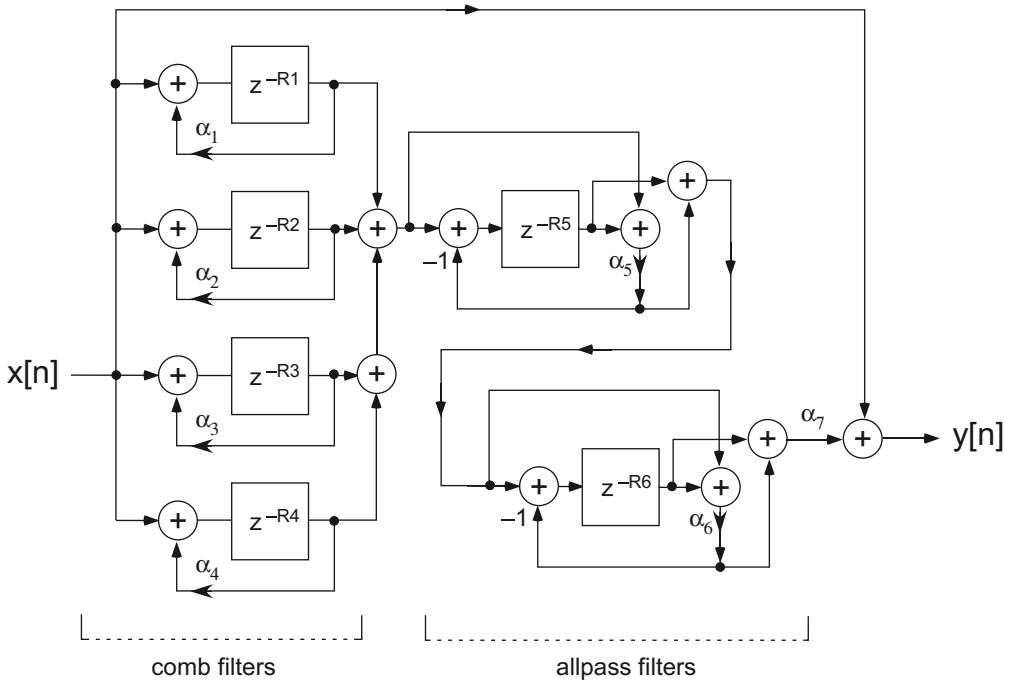 +
z^–R1
α1
+
z^–R2
+
α2
+
z^–R5
+
+
–1
α5
x[n]
+
z^–R3
+
α3
+
z^–R6
+
+
α7
+
y[n]
–1
α6
+
z^–R4
α4
comb filters
allpass filters